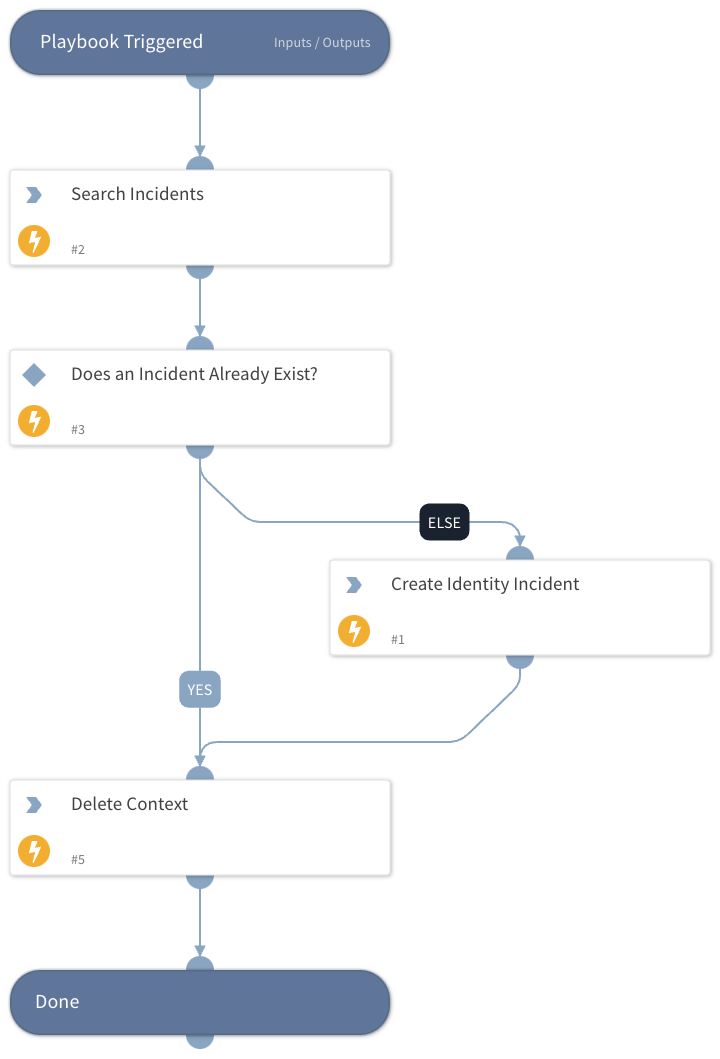 Playbook Triggered Inputs / Outputs
Search Incidents
#2
Does an Incident Already Exist?
#3
ELSE
Create Identity Incident
#1
YES
Delete Context
#5
Done